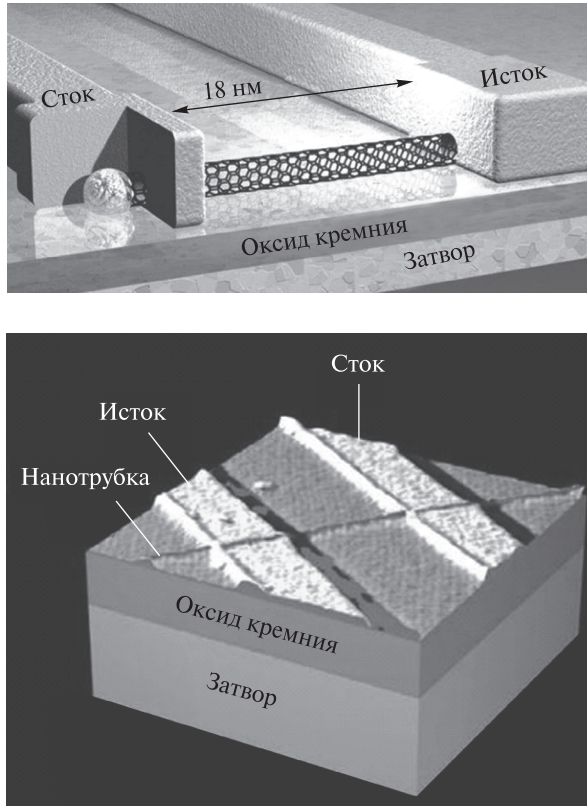 Сток
18 нм
Исток
Оксид кремния
Затвор
Сток
Исток
Нанотрубка
Оксид кремния
Затвор